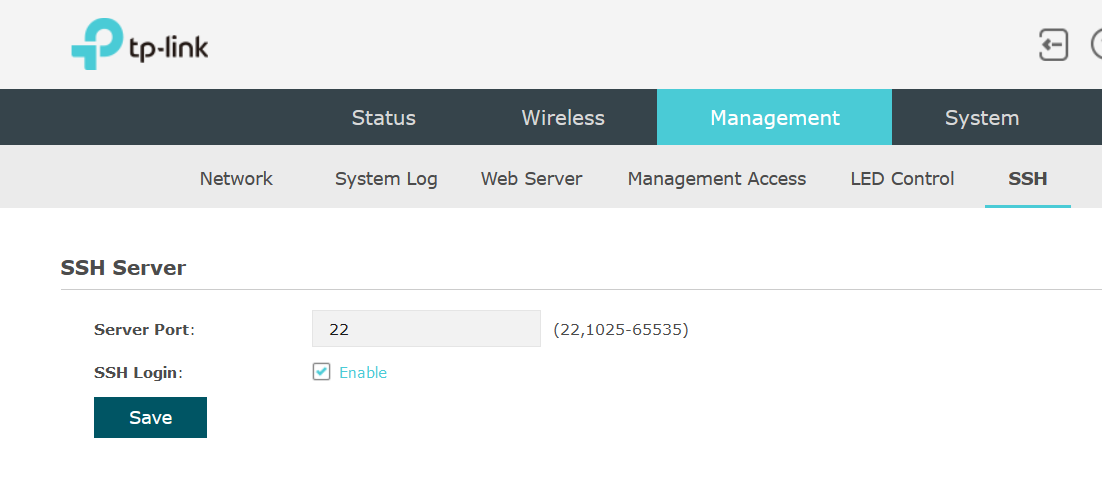 tp-link
Status Wireless Management System
Network System Log Web Server Management Access LED Control SSH
SSH Server
Server Port: 22 (22,1025-65535)
SSH Login: Enable
Save